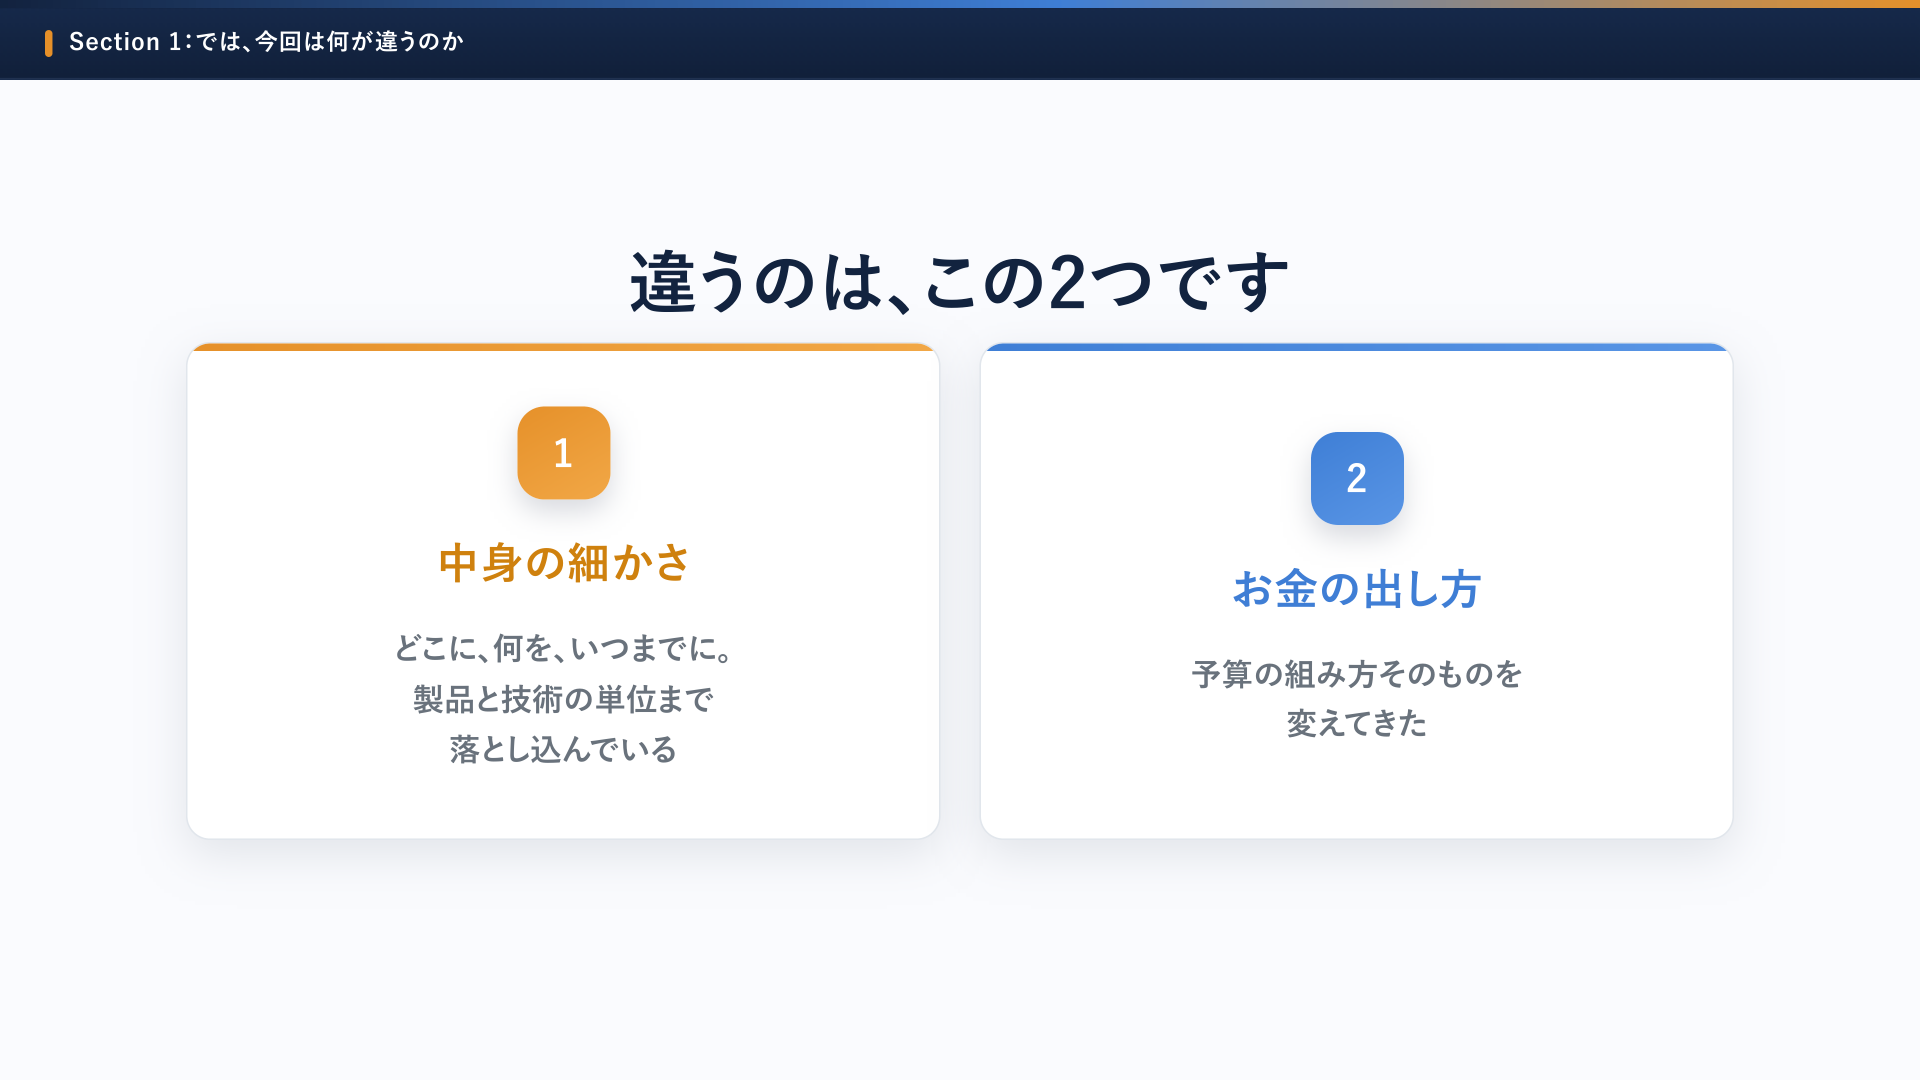 Section 1：では、今回は何が違うのか
違うのは、この2つです
1
中身の細かさ
どこに、何を、いつまでに。
製品と技術の単位まで
落とし込んでいる
2
お金の出し方
予算の組み方そのものを
変えてきた